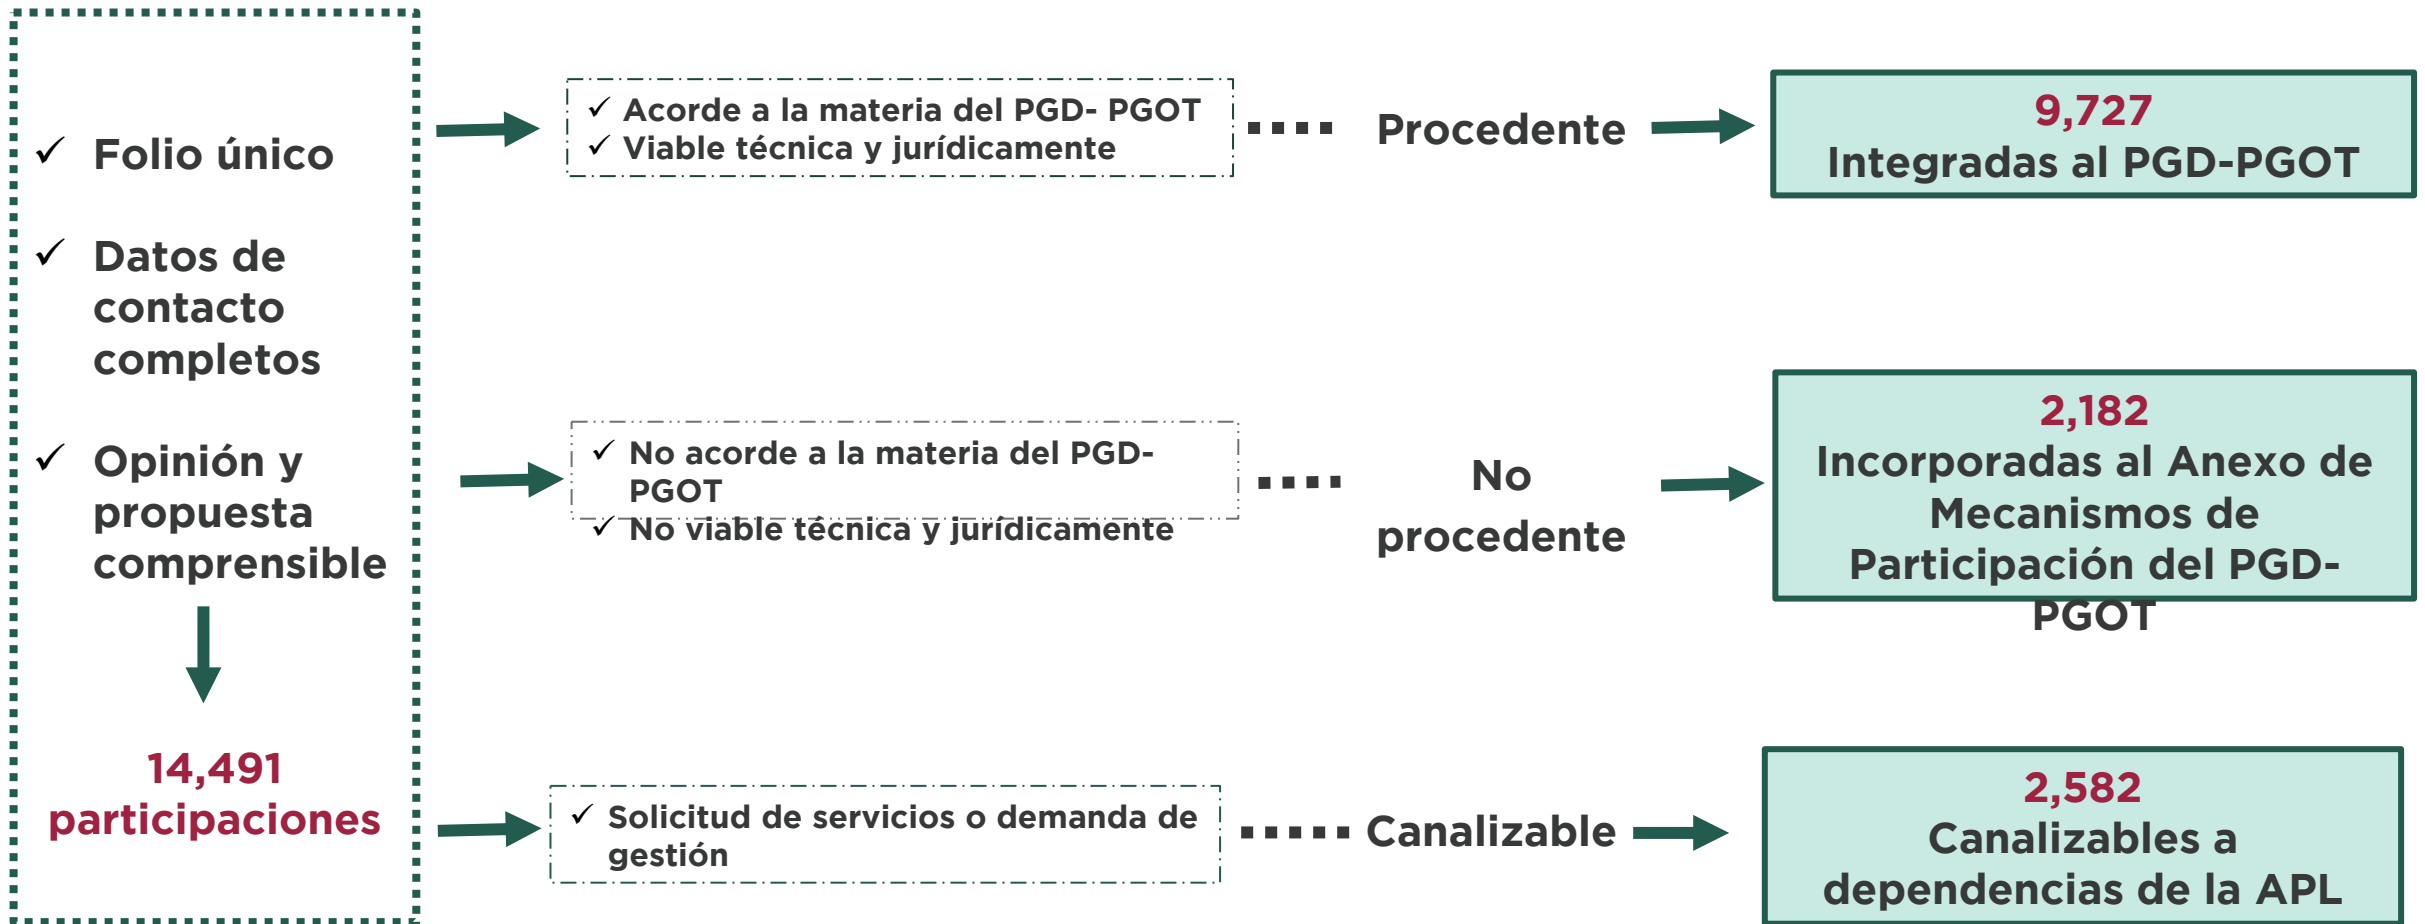 ✓ Folio único
✓ Datos de
contacto
completos
✓ Opinión y
propuesta
comprensible
14,491
participaciones
✓ Acorde a la materia del PGD- PGOT
✓ Viable técnica y jurídicamente
Procedente
9,727
Integradas al PGD-PGOT
✓ No acorde a la materia del PGD-
PGOT
✓ No viable técnica y jurídicamente
No
procedente
2,182
Incorporadas al Anexo de
Mecanismos de
Participación del PGD-
PGOT
✓ Solicitud de servicios o demanda de
gestión
Canalizable
2,582
Canalizables a
dependencias de la APL